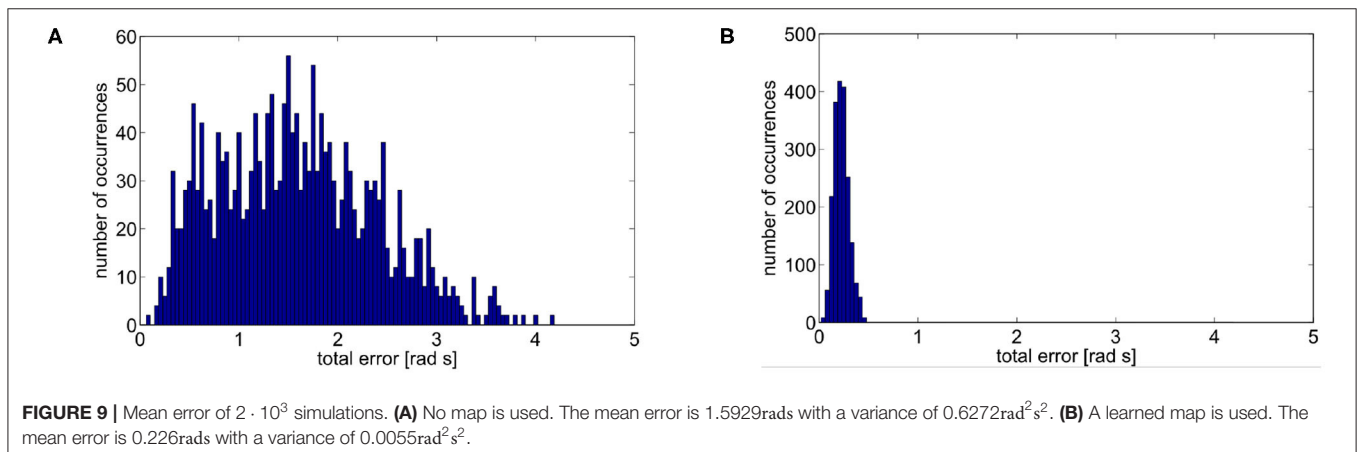 A
60
50
40
30
20
10
0
number of occurrences
0 1 2 3 4 5
total error [rad s]
B
500
400
300
200
100
0
number of occurrences
0 1 2 3 4 5
total error [rad s]
FIGURE 9 | Mean error of 2 · 10³ simulations. (A) No map is used. The mean error is 1.5929rads with a variance of 0.6272rad²s². (B) A learned map is used. The
mean error is 0.226rads with a variance of 0.0055rad²s².